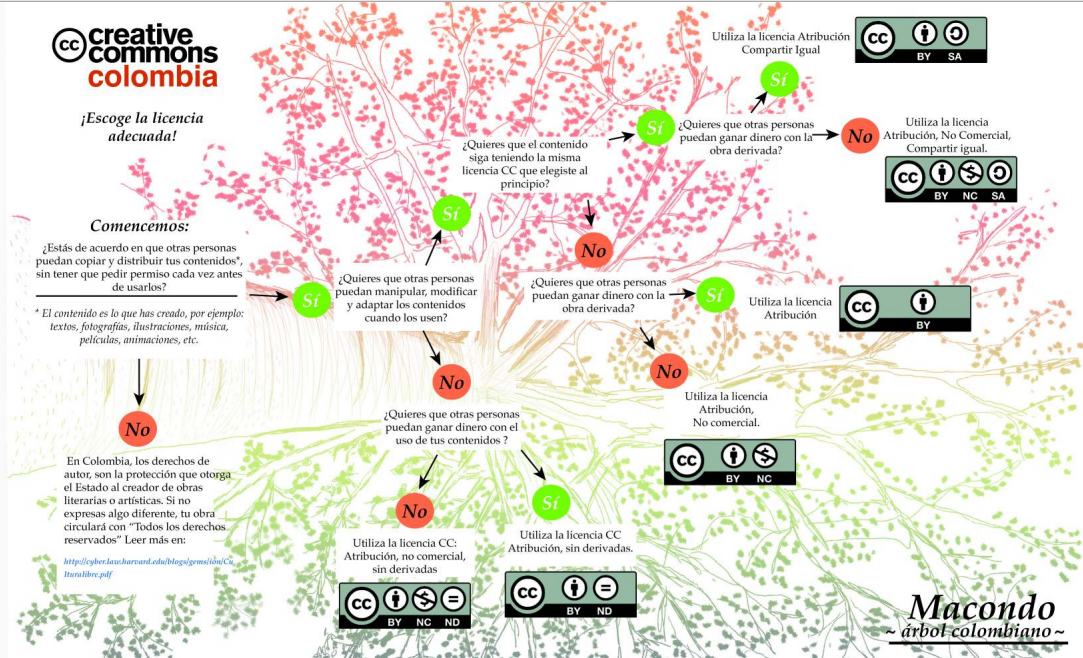 cc creative
commons
colombia
¡Escoge la licencia
adecuada!
Comencemos:
¿Estás de acuerdo en que otras personas
puedan copiar y distribuir tus contenidos*,
sin tener que pedir permiso cada vez antes
de usarlos?
* El contenido es lo que has creado, por ejemplo:
textos, fotografías, ilustraciones, música,
películas, animaciones, etc.
No
En Colombia, los derechos de
autor, son la protección que otorga
el Estado al creador de obras
literarias o artísticas. Si no
expresas algo diferente, tu obra
circulará con “Todos los derechos
reservados” Leer más en:
http://cyber.law.harvard.edu/blogs/gems/ion/Cu
lturalibre.pdf
Sí
¿Quieres que otras personas
puedan manipular, modificar
y adaptar los contenidos
cuando los usen?
Sí
¿Quieres que el contenido
siga teniendo la misma
licencia CC que elegiste al
principio?
Sí
¿Quieres que otras personas
puedan ganar dinero con la
obra derivada?
Sí
Utiliza la licencia Atribución
Compartir Igual
cc
BY SA
No
Utiliza la licencia
Atribución, No Comercial,
Compartir igual.
cc
BY NC SA
No
¿Quieres que otras personas
puedan ganar dinero con la
obra derivada?
Sí
Utiliza la licencia
Atribución
cc
BY
No
Utiliza la licencia
Atribución,
No comercial.
cc
BY NC
No
¿Quieres que otras personas
puedan ganar dinero con el
uso de tus contenidos ?
No
Utiliza la licencia CC:
Atribución, no comercial,
sin derivadas
cc
BY NC ND
Sí
Utiliza la licencia CC
Atribución, sin derivadas.
cc
BY ND
Macondo
~ árbol colombiano ~